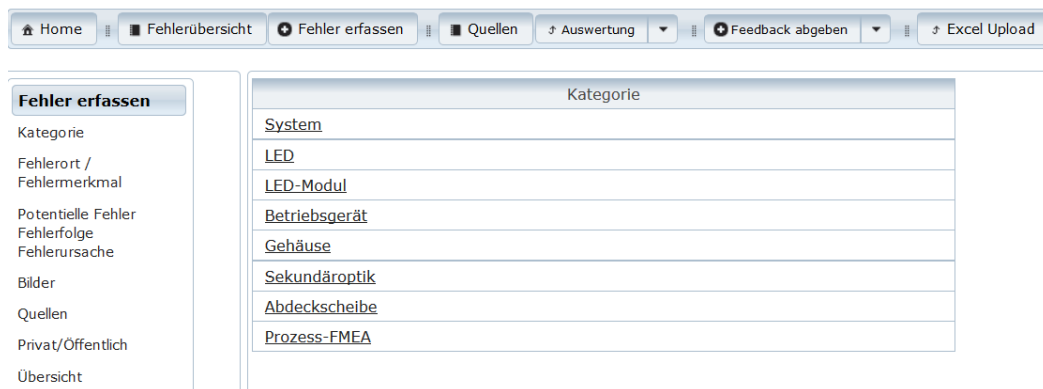 Home Fehlerübersicht Fehler erfassen Quellen Auswertung Feedback abgeben Excel Upload
Fehler erfassen
Kategorie
Fehlerort /
Fehlermerkmal
Potentielle Fehler
Fehlerfolge
Fehlerursache
Bilder
Quellen
Privat/Öffentlich
Übersicht
Kategorie
System
LED
LED-Modul
Betriebsgerät
Gehäuse
Sekundäroptik
Abdeckscheibe
Prozess-FMEA